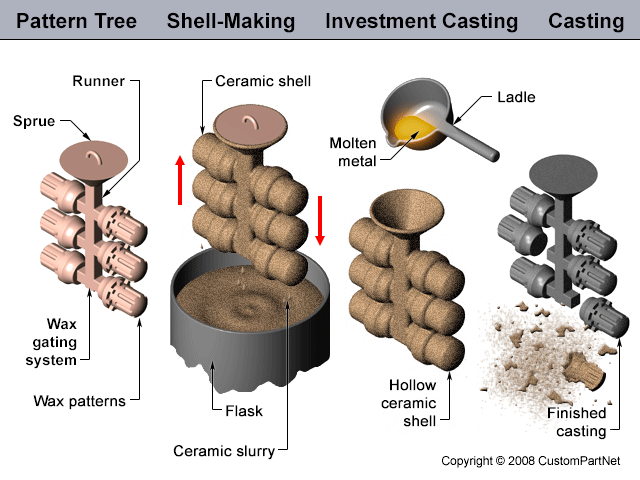 Pattern Tree Shell-Making Investment Casting Casting
Runner
Sprue
Wax
gating
system
Wax patterns
Ceramic shell
Flask
Ceramic slurry
Ladle
Molten
metal
Hollow
ceramic
shell
Finished
casting
Copyright © 2008 CustomPartNet